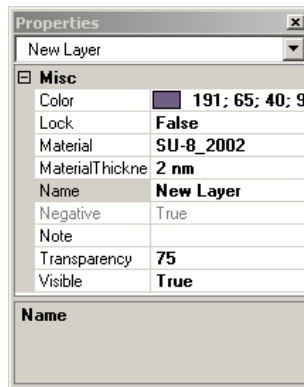 Properties
New Layer
Misc
Color 191; 65; 40; 9
Lock False
Material SU-8_2002
MaterialThickne 2 nm
Name New Layer
Negative True
Note
Transparency 75
Visible True
Name